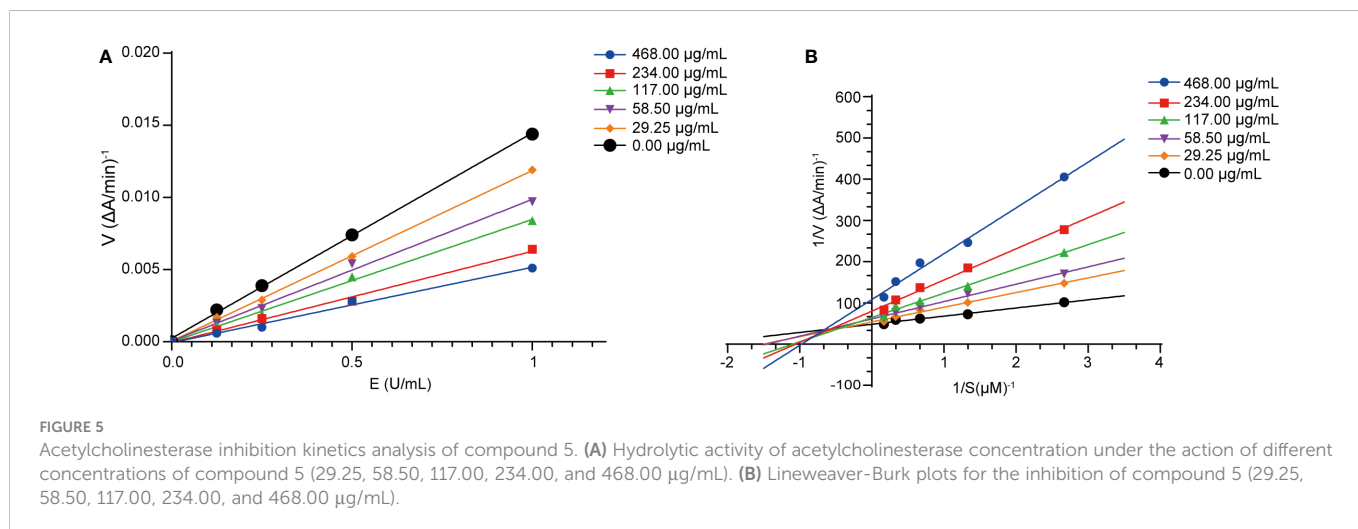 A
0.020
0.015
0.010
0.005
0.000
V (ΔA/min)-1
0.0
0.5
1
E (U/mL)
468.00 µg/mL
234.00 µg/mL
117.00 µg/mL
58.50 µg/mL
29.25 µg/mL
0.00 µg/mL
B
600
500
400
300
200
100
-100
1/V (ΔA/min)-1
-2
-1
0
1
2
3
4
1/S(µM)-1
468.00 µg/mL
234.00 µg/mL
117.00 µg/mL
58.50 µg/mL
29.25 µg/mL
0.00 µg/mL
FIGURE 5
Acetylcholinesterase inhibition kinetics analysis of compound 5. (A) Hydrolytic activity of acetylcholinesterase concentration under the action of different
concentrations of compound 5 (29.25, 58.50, 117.00, 234.00, and 468.00 µg/mL). (B) Lineweaver-Burk plots for the inhibition of compound 5 (29.25,
58.50, 117.00, 234.00, and 468.00 µg/mL).